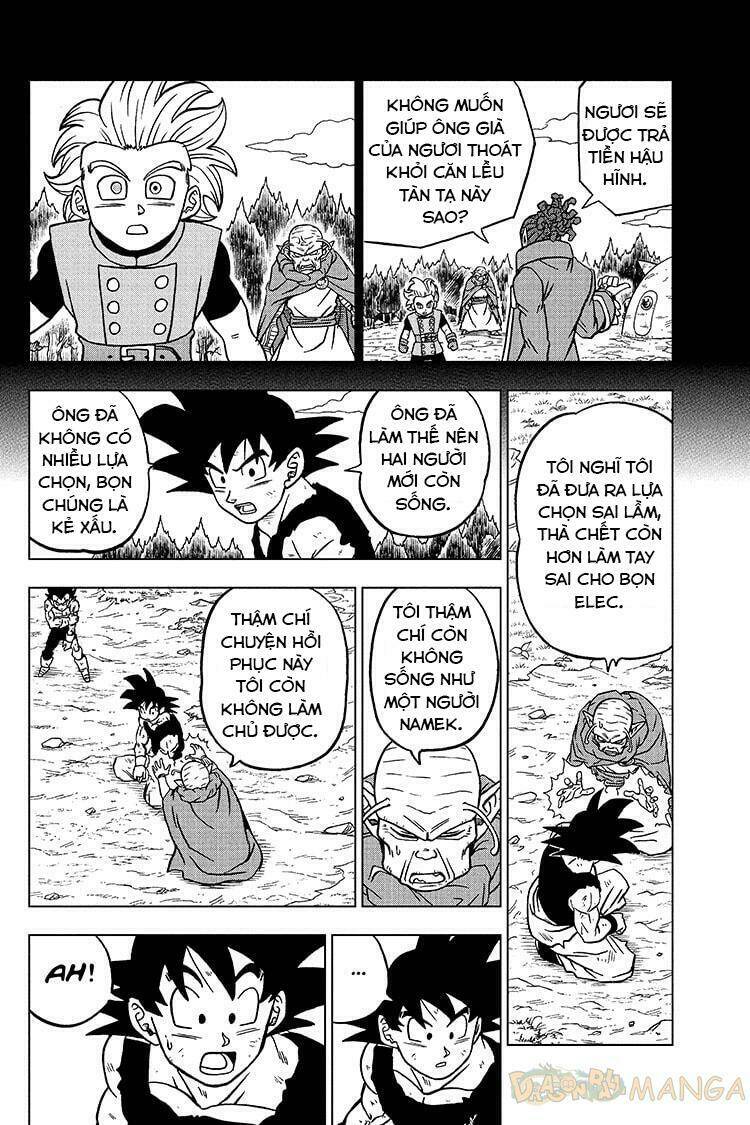 NGƯƠI SẼ
ĐƯỢC TRẢ
TIỀN HẬU
HĨNH.
KHÔNG MUỐN
GIÚP ÔNG GIÀ
CỦA NGƯƠI THOÁT
KHỎI CĂN LỀU
TÀN TẠ NÀY
SAO?
TÔI NGHĨ TÔI
ĐÃ ĐƯA RA LỰA
CHỌN SAI LẦM,
THÀ CHẾT CÒN
HƠN LÀM TAY
SAI CHO BỌN
ELEC.
ÔNG ĐÃ
LÀM THẾ NÊN
HAI NGƯỜI
MỚI CÒN
SỐNG.
ÔNG ĐÃ
KHÔNG CÓ
NHIỀU LỰA
CHỌN, BỌN
CHÚNG LÀ
KẺ XẤU.
TÔI THẬM
CHÍ CÒN
KHÔNG
SỐNG NHƯ
MỘT NGƯỜI
NAMEK.
THẬM CHÍ
CHUYỆN HỒI
PHỤC NÀY
TÔI CÒN
KHÔNG LÀM
CHỦ ĐƯỢC.
...
AH!
DRAGON BALL MANGA